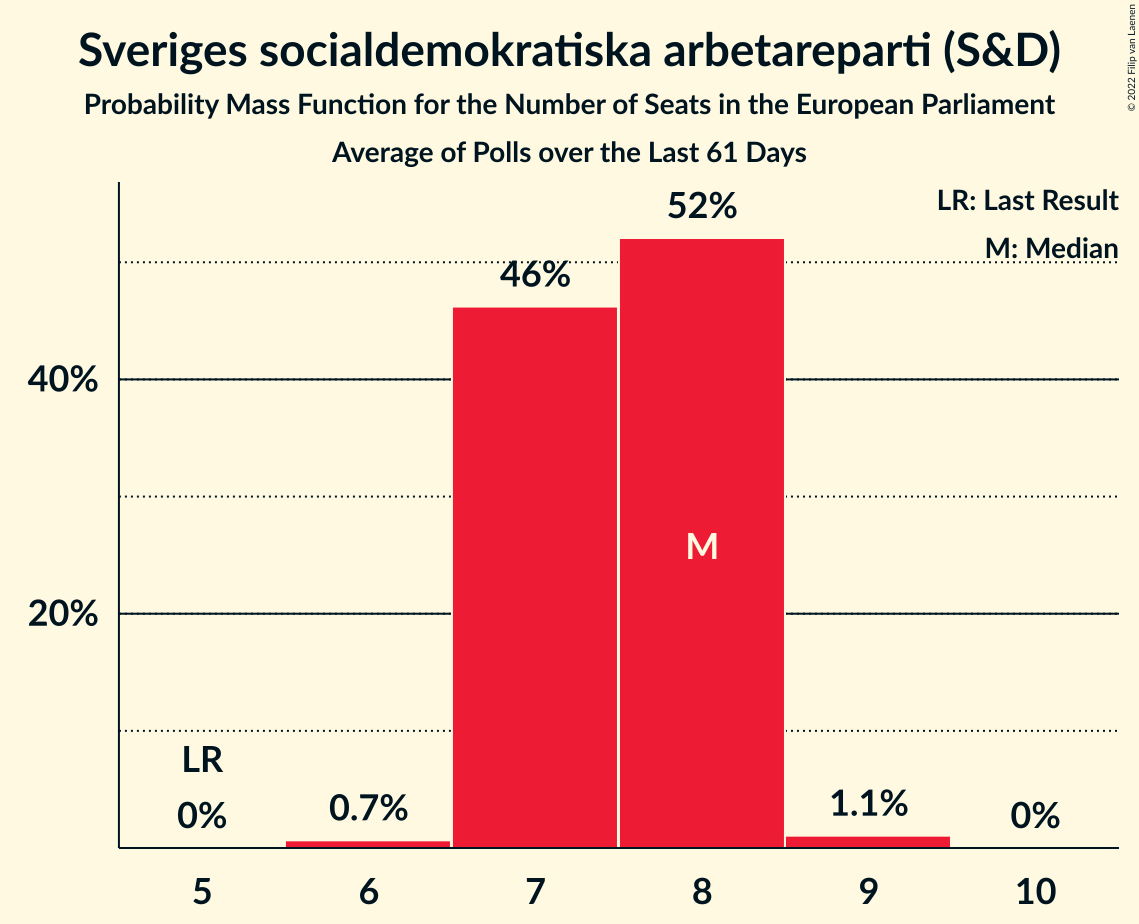 Sveriges socialdemokratiska arbetareparti (S&D)
Probability Mass Function for the Number of Seats in the European Parliament
Average of Polls over the Last 61 Days
© 2022 Filip van Laenen
LR: Last Result
M: Median
52%
46%
40%
M
20%
LR
0%
0.7%
1.1%
0%
5 6 7 8 9 10